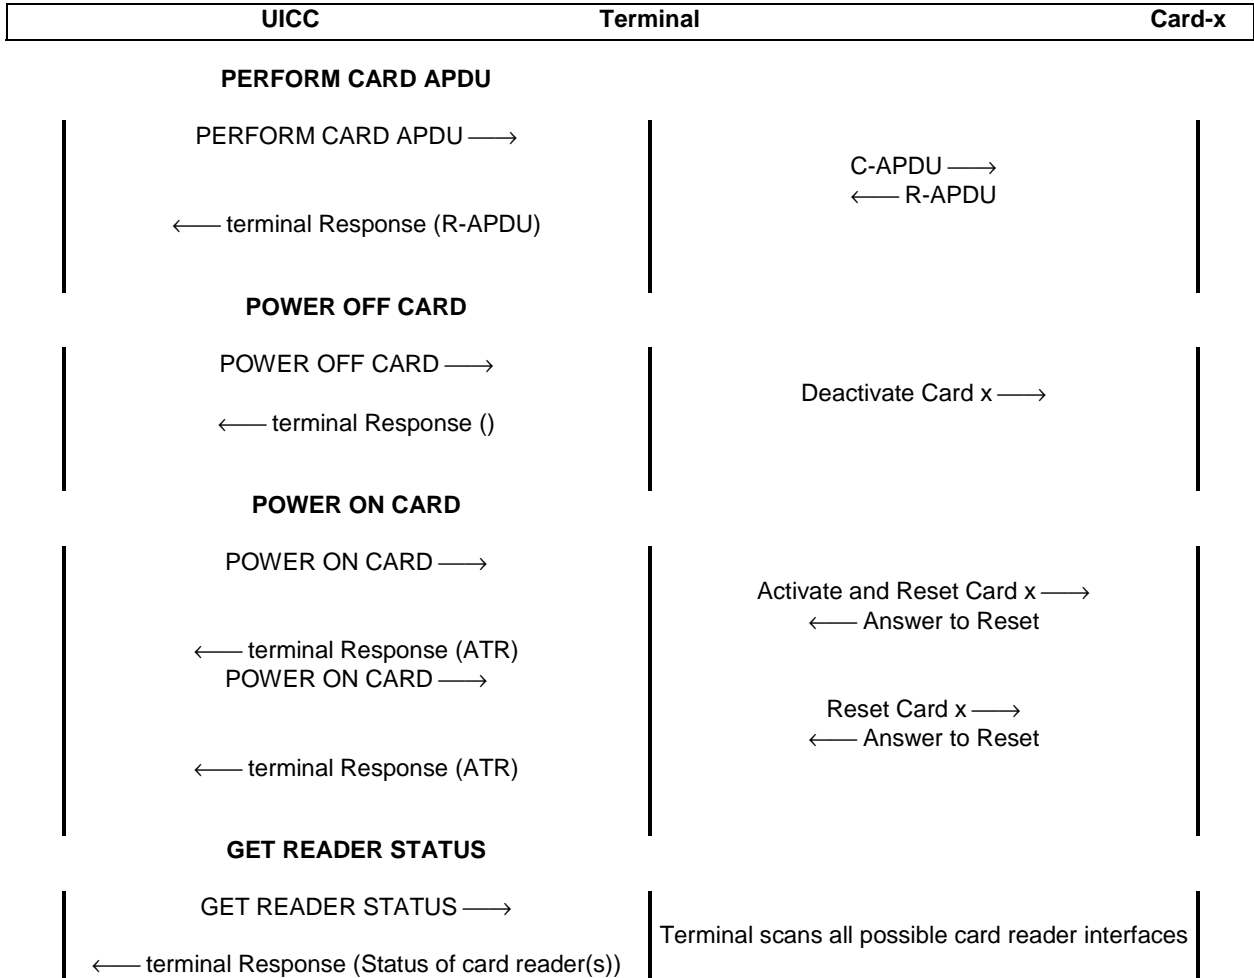 UICC Terminal Card-x
PERFORM CARD APDU
PERFORM CARD APDU ⟶
C-APDU ⟶
⟵ R-APDU
⟵ terminal Response (R-APDU)
POWER OFF CARD
POWER OFF CARD ⟶
Deactivate Card x ⟶
⟵ terminal Response ()
POWER ON CARD
POWER ON CARD ⟶
Activate and Reset Card x ⟶
⟵ Answer to Reset
⟵ terminal Response (ATR)
POWER ON CARD ⟶
Reset Card x ⟶
⟵ Answer to Reset
⟵ terminal Response (ATR)
GET READER STATUS
GET READER STATUS ⟶
Terminal scans all possible card reader interfaces
⟵ terminal Response (Status of card reader(s))